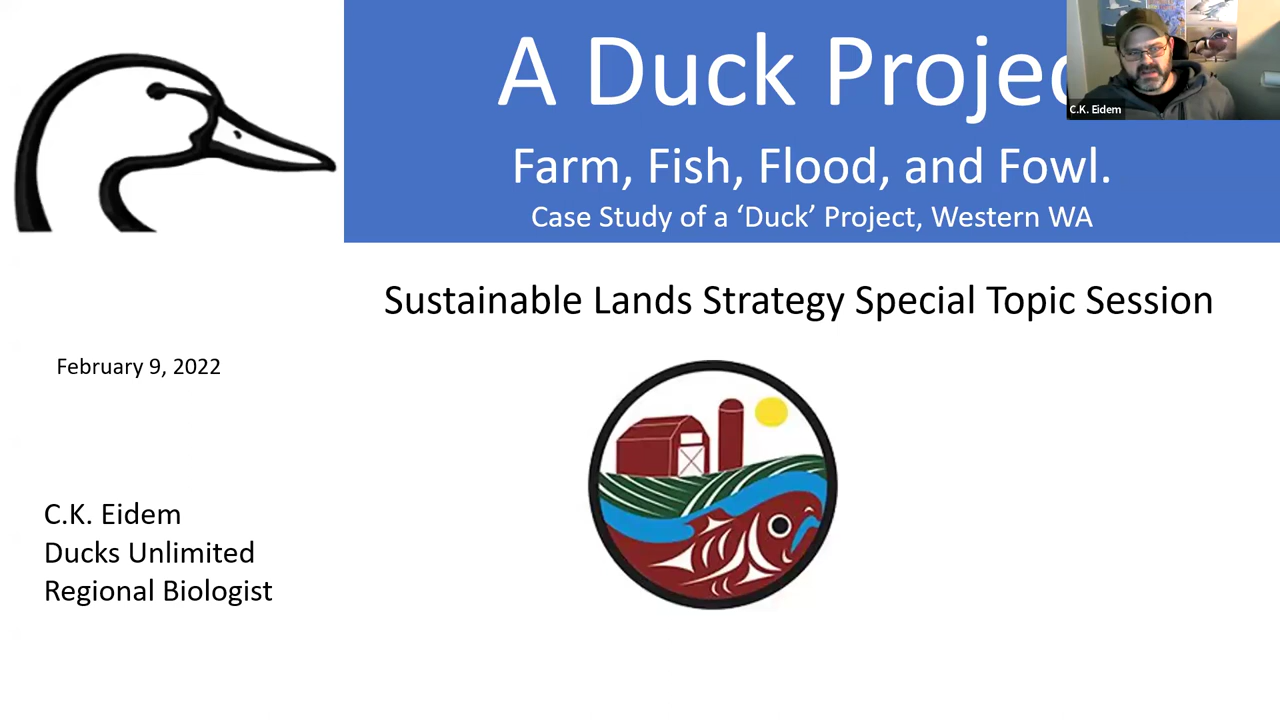 A Duck Projec
C.K. Eidem
Farm, Fish, Flood, and Fowl.
Case Study of a ‘Duck’ Project, Western WA
Sustainable Lands Strategy Special Topic Session
February 9, 2022
C.K. Eidem
Ducks Unlimited
Regional Biologist